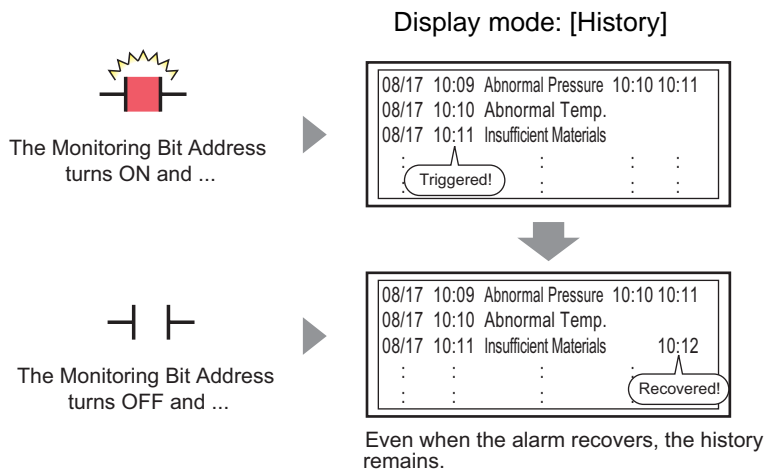 Display mode: [History]
The Monitoring Bit Address
turns ON and ...
08/17 10:09 Abnormal Pressure 10:10 10:11
08/17 10:10 Abnormal Temp.
08/17 10:11 Insufficient Materials
: : : :
Triggered!
: : : :
The Monitoring Bit Address
turns OFF and ...
08/17 10:09 Abnormal Pressure 10:10 10:11
08/17 10:10 Abnormal Temp.
08/17 10:11 Insufficient Materials 10:12
: : : :
Recovered!
: : : :
Even when the alarm recovers, the history
remains.